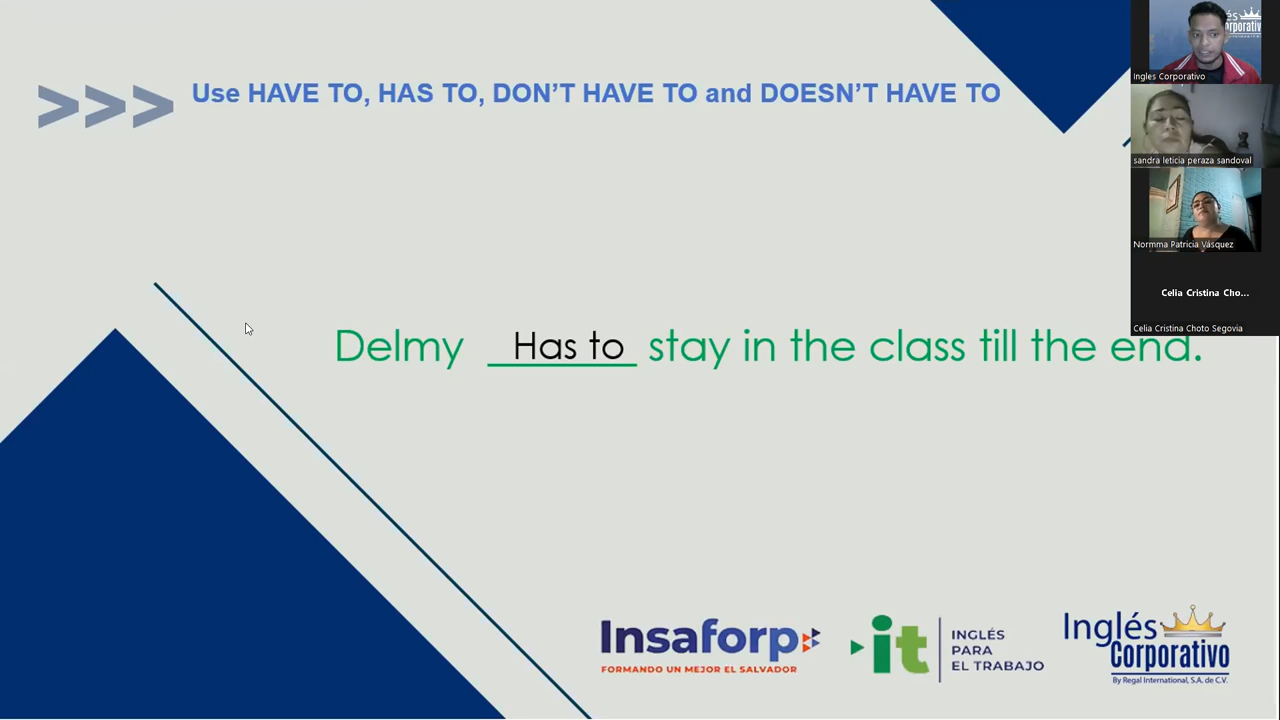 >>> Use HAVE TO, HAS TO, DON'T HAVE TO and DOESN'T HAVE TO
Delmy Has to stay in the class till the end.
Insaforp
FORMANDO UN MEJOR EL SALVADOR
it
INGLÉS
PARA
EL TRABAJO
Inglés
Corporativo
By Regal International, S.A. de C.V.
Ingles Corporativo
sandra leticia peraza sandoval
Normma Patricia Vásquez
Celia Cristina Cho...
Celia Cristina Choto Segovia